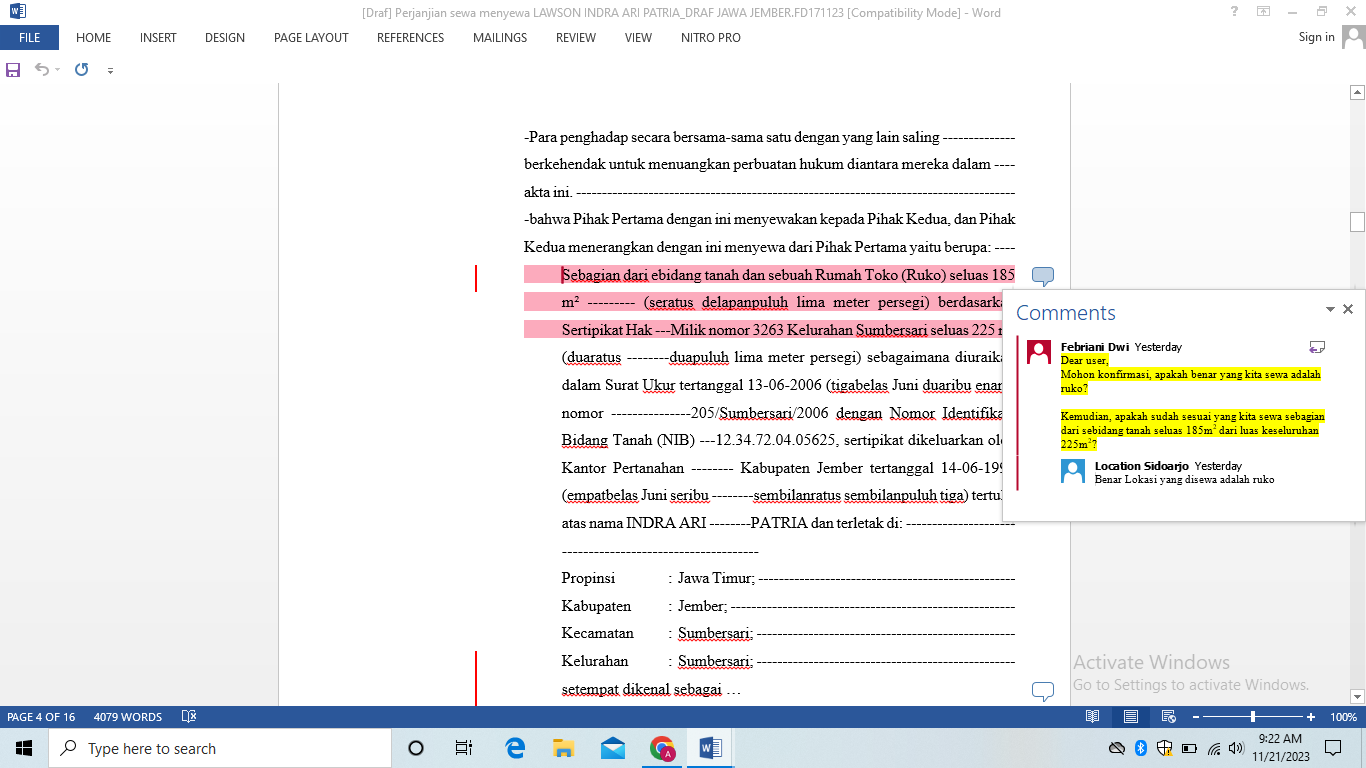 [Draf] Perjanjian sewa menyewa LAWSON INDRA ARI PATRIA_DRAF JAWA JEMBER.FD171123 [Compatibility Mode] - Word
FILE HOME INSERT DESIGN PAGE LAYOUT REFERENCES MAILINGS REVIEW VIEW NITRO PRO Sign in
-Para penghadap secara bersama-sama satu dengan yang lain saling --------------
berkehendak untuk menuangkan perbuatan hukum diantara mereka dalam ----
akta ini. -------------------------------------------------------------------------------------
-bahwa Pihak Pertama dengan ini menyewakan kepada Pihak Kedua, dan Pihak
Kedua menerangkan dengan ini menyewa dari Pihak Pertama yaitu berupa: ----
Sebagian dari ebidang tanah dan sebuah Rumah Toko (Ruko) seluas 185
m² --------- (seratus delapanpuluh lima meter persegi) berdasarka
Sertipikat Hak ---Milik nomor 3263 Kelurahan Sumbersari seluas 225
(duaratus --------duapuluh lima meter persegi) sebagaimana diuraika
dalam Surat Ukur tertanggal 13-06-2006 (tigabelas Juni duaribu enam
nomor ---------------205/Sumbersari/2006 dengan Nomor Identifika
Bidang Tanah (NIB) ---12.34.72.04.05625, sertipikat dikeluarkan ole
Kantor Pertanahan -------- Kabupaten Jember tertanggal 14-06-199
(empatbelas Juni seribu --------sembilanratus sembilanpuluh tiga) tertul
atas nama INDRA ARI --------PATRIA dan terletak di: ---------------------
--------------------------------------
Propinsi : Jawa Timur; --------------------------------------------------
Kabupaten : Jember; -------------------------------------------------------
Kecamatan : Sumbersari; --------------------------------------------------
Kelurahan : Sumbersari; --------------------------------------------------
setempat dikenal sebagai …
Comments
Febriani Dwi Yesterday
Dear user,
Mohon konfirmasi, apakah benar yang kita sewa adalah
ruko?
Kemudian, apakah sudah sesuai yang kita sewa sebagian
dari sebidang tanah seluas 185m² dari luas keseluruhan
225m²?
Location Sidoarjo Yesterday
Benar Lokasi yang disewa adalah ruko
Activate Windows
Go to Settings to activate Windows.
PAGE 4 OF 16 4079 WORDS 100%
Type here to search
9:22 AM
11/21/2023